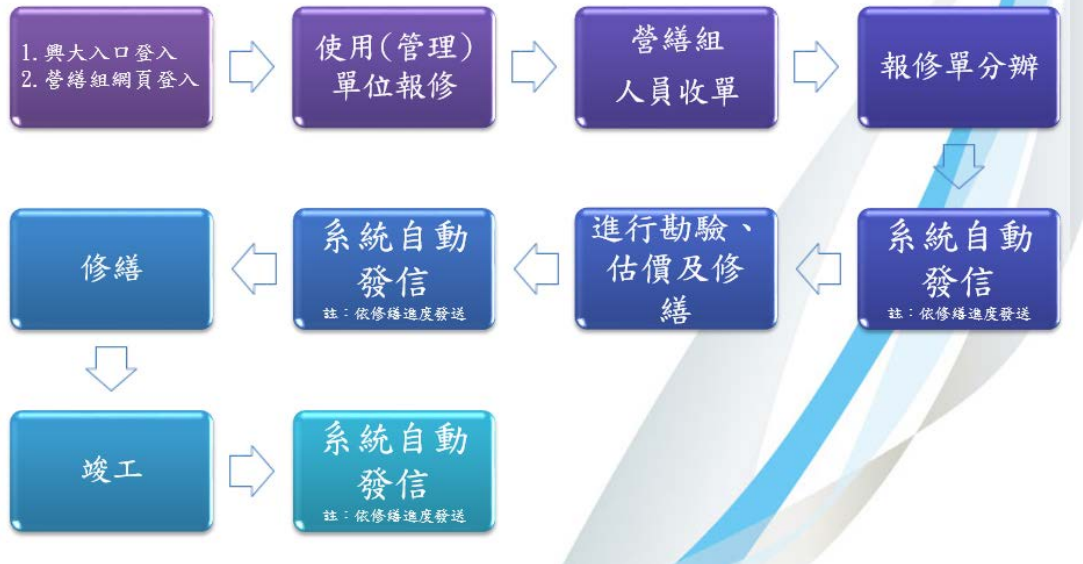 1.興大入口登入
2.營繕組網頁登入
使用(管理)
單位報修
營繕組
人員收單
報修單分辦
系統自動
發信
註：依修繕進度發送
進行勘驗、
估價及修
繕
系統自動
發信
註：依修繕進度發送
修繕
竣工
系統自動
發信
註：依修繕進度發送